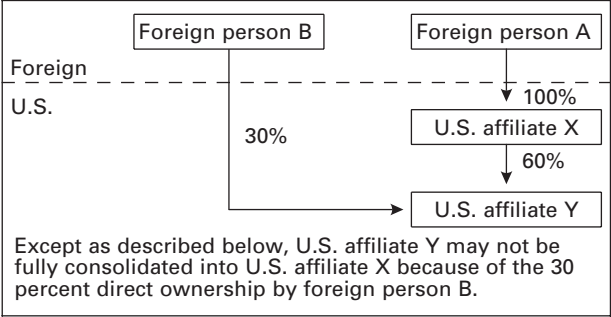 Foreign person B
Foreign person A
Foreign
U.S.
100%
U.S. affiliate X
30%
60%
U.S. affiliate Y
Except as described below, U.S. affiliate Y may not be
fully consolidated into U.S. affiliate X because of the 30
percent direct ownership by foreign person B.